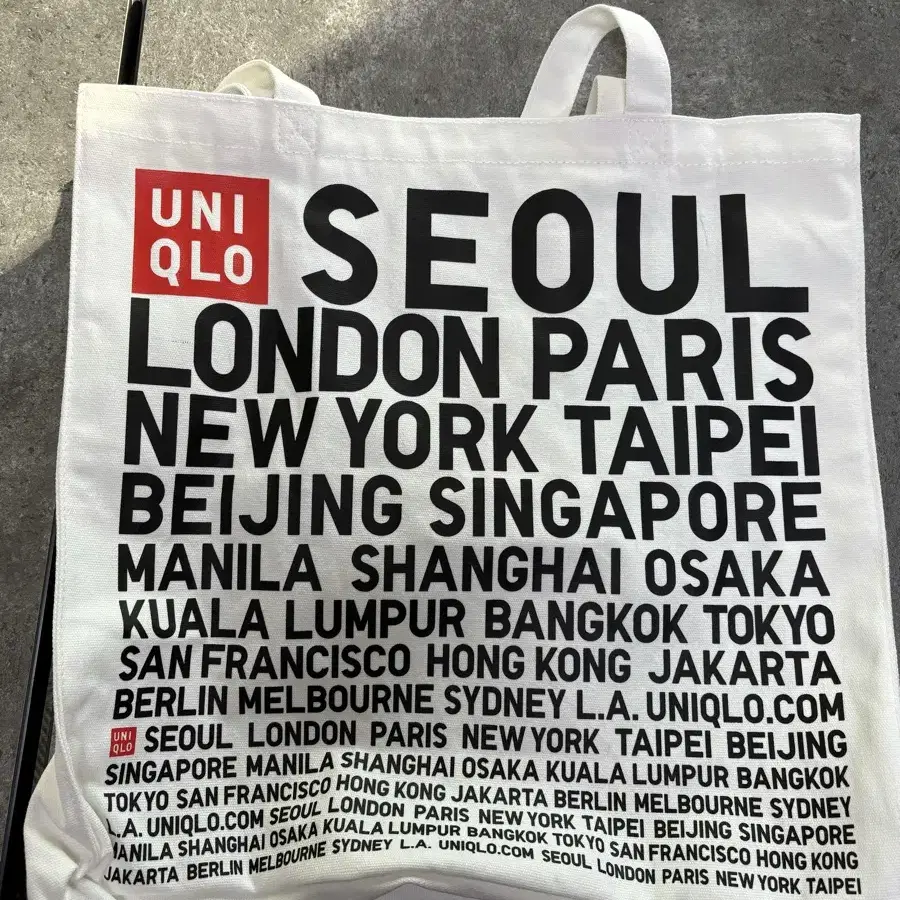 UNI
QLO
SEOUL
LONDON PARIS
NEW YORK TAIPEI
BEIJING SINGAPORE
MANILA SHANGHAI OSAKA
KUALA LUMPUR BANGKOK TOKYO
SAN FRANCISCO HONG KONG JAKARTA
BERLIN MELBOURNE SYDNEY L.A. UNIQLO.COM
UNI
QLO
SEOUL LONDON PARIS NEW YORK TAIPEI BEIJING
SINGAPORE MANILA SHANGHAI OSAKA KUALA LUMPUR BANGKOK
TOKYO SAN FRANCISCO HONG KONG JAKARTA BERLIN MELBOURNE SYDNEY
L.A. UNIQLO.COM SEOUL LONDON PARIS NEW YORK TAIPEI BEIJING SINGAPORE
MANILA SHANGHAI OSAKA KUALA LUMPUR BANGKOK TOKYO SAN FRANCISCO HONG KONG
JAKARTA BERLIN MELBOURNE SYDNEY L.A. UNIQLO.COM SEOUL LONDON PARIS NEW YORK TAIPEI